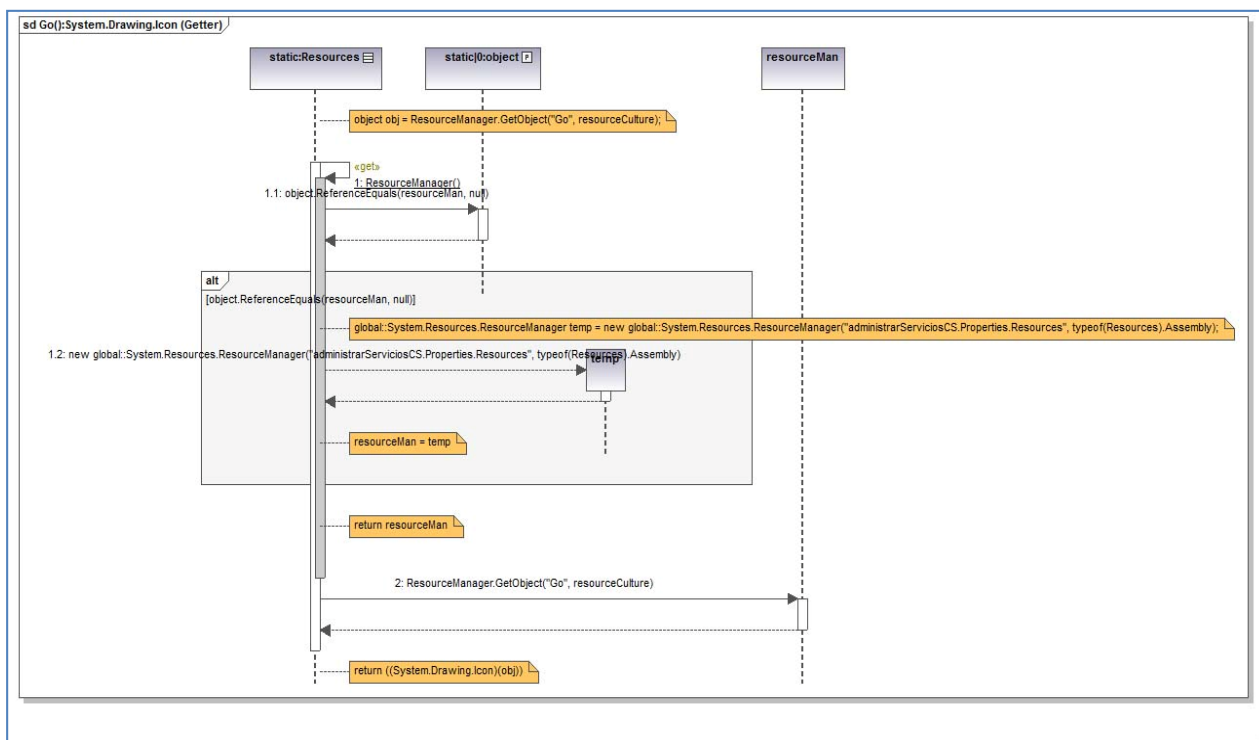 sd Go():System.Drawing.Icon (Getter)
static:Resources
static|0:object
P
resourceMan
object obj = ResourceManager.GetObject("Go", resourceCulture);
«get»
1: ResourceManager()
1.1: object.ReferenceEquals(resourceMan, null)
alt
[object.ReferenceEquals(resourceMan, null)]
global::System.Resources.ResourceManager temp = new global::System.Resources.ResourceManager("administrarServiciosCS.Properties.Resources", typeof(Resources).Assembly);
1.2: new global::System.Resources.ResourceManager("administrarServiciosCS.Properties.Resources", typeof(Resources).Assembly)
temp
resourceMan = temp
return resourceMan
2: ResourceManager.GetObject("Go", resourceCulture)
return ((System.Drawing.Icon)(obj))